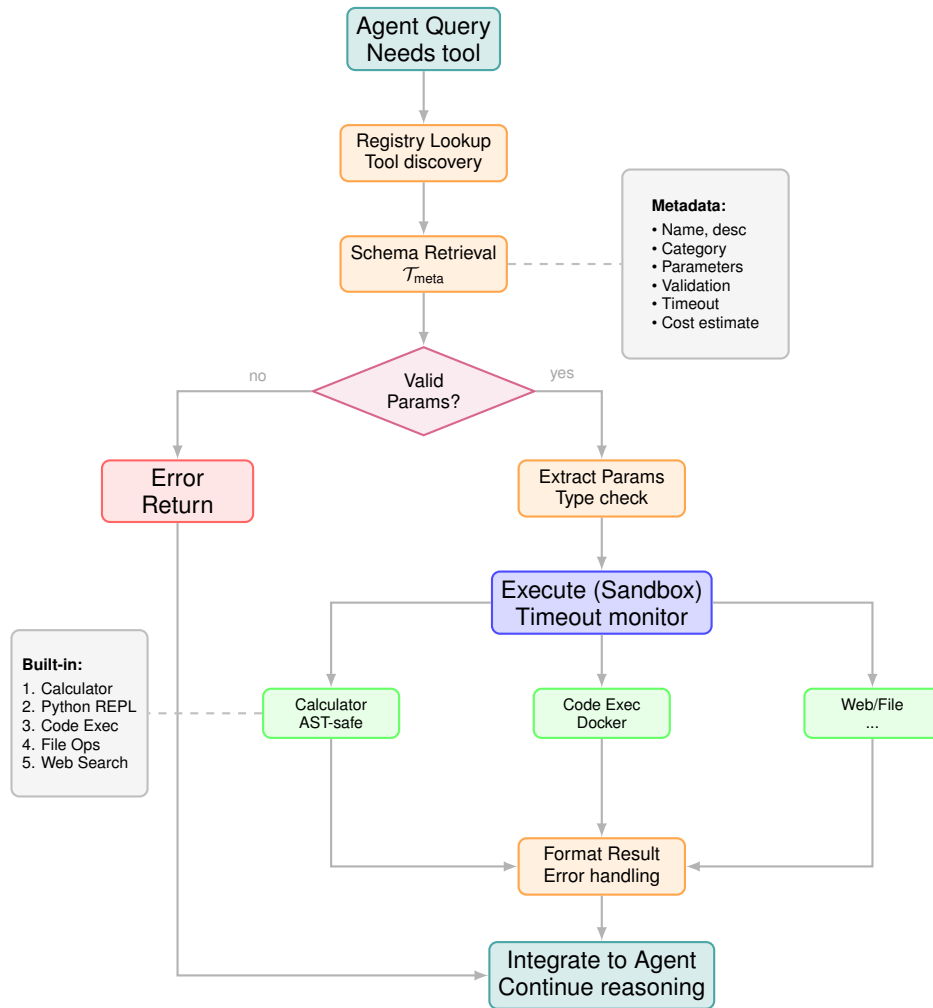 Agent Query
Needs tool
Registry Lookup
Tool discovery
Schema Retrieval
𝒯meta
Metadata:
• Name, desc
• Category
• Parameters
• Validation
• Timeout
• Cost estimate
no
Valid
Params?
yes
Error
Return
Extract Params
Type check
Execute (Sandbox)
Timeout monitor
Built-in:
1. Calculator
2. Python REPL
3. Code Exec
4. File Ops
5. Web Search
Calculator
AST-safe
Code Exec
Docker
Web/File
...
Format Result
Error handling
Integrate to Agent
Continue reasoning